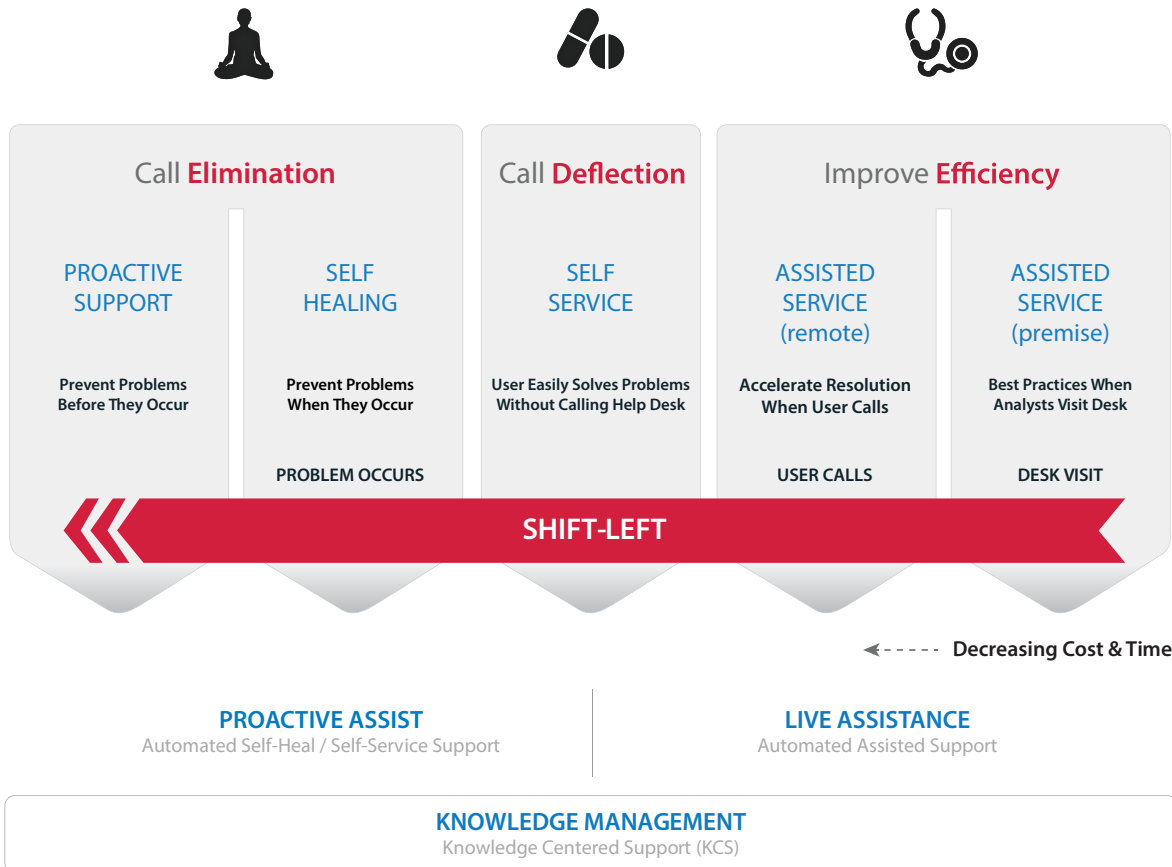 Call Elimination
Call Deflection
Improve Efficiency
PROACTIVE
SUPPORT
Prevent Problems
Before They Occur
SELF
HEALING
Prevent Problems
When They Occur
PROBLEM OCCURS
SELF
SERVICE
User Easily Solves Problems
Without Calling Help Desk
ASSISTED
SERVICE
(remote)
Accelerate Resolution
When User Calls
USER CALLS
ASSISTED
SERVICE
(premise)
Best Practices When
Analysts Visit Desk
DESK VISIT
SHIFT-LEFT
Decreasing Cost & Time
PROACTIVE ASSIST
Automated Self-Heal / Self-Service Support
LIVE ASSISTANCE
Automated Assisted Support
KNOWLEDGE MANAGEMENT
Knowledge Centered Support (KCS)